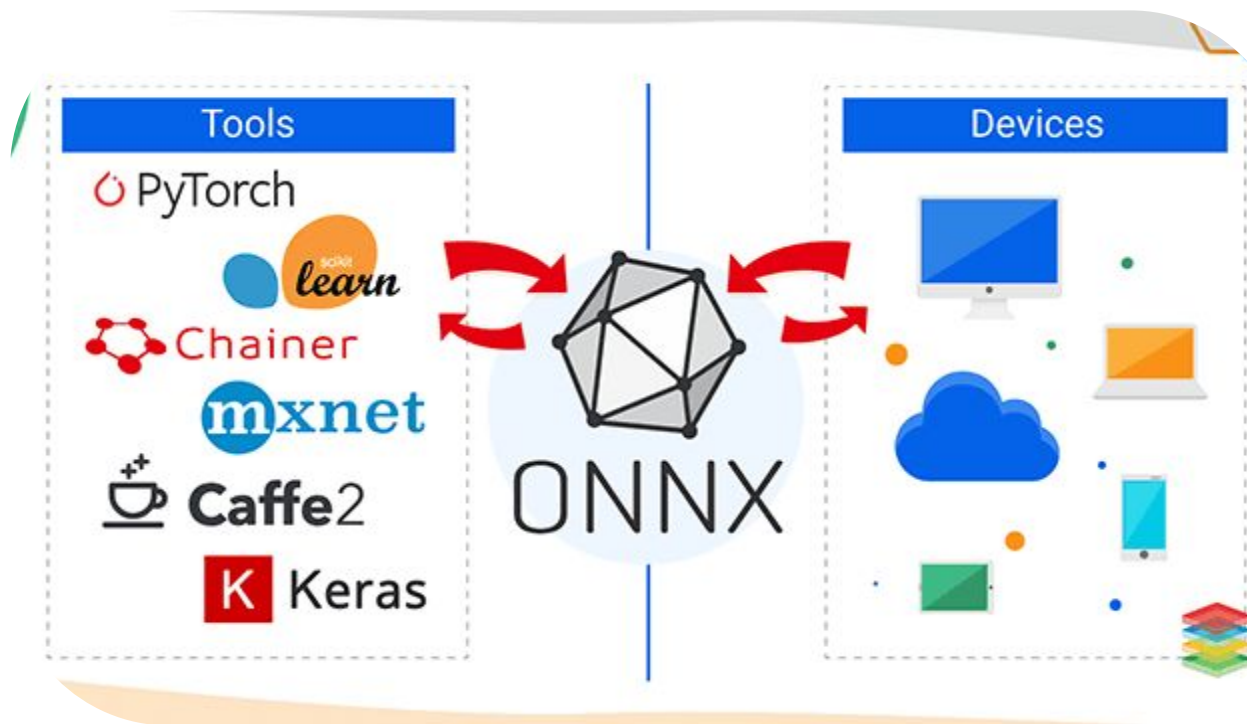 Tools
PyTorch
scikit
learn
Chainer
mxnet
Caffe2
K Keras
ONNX
Devices